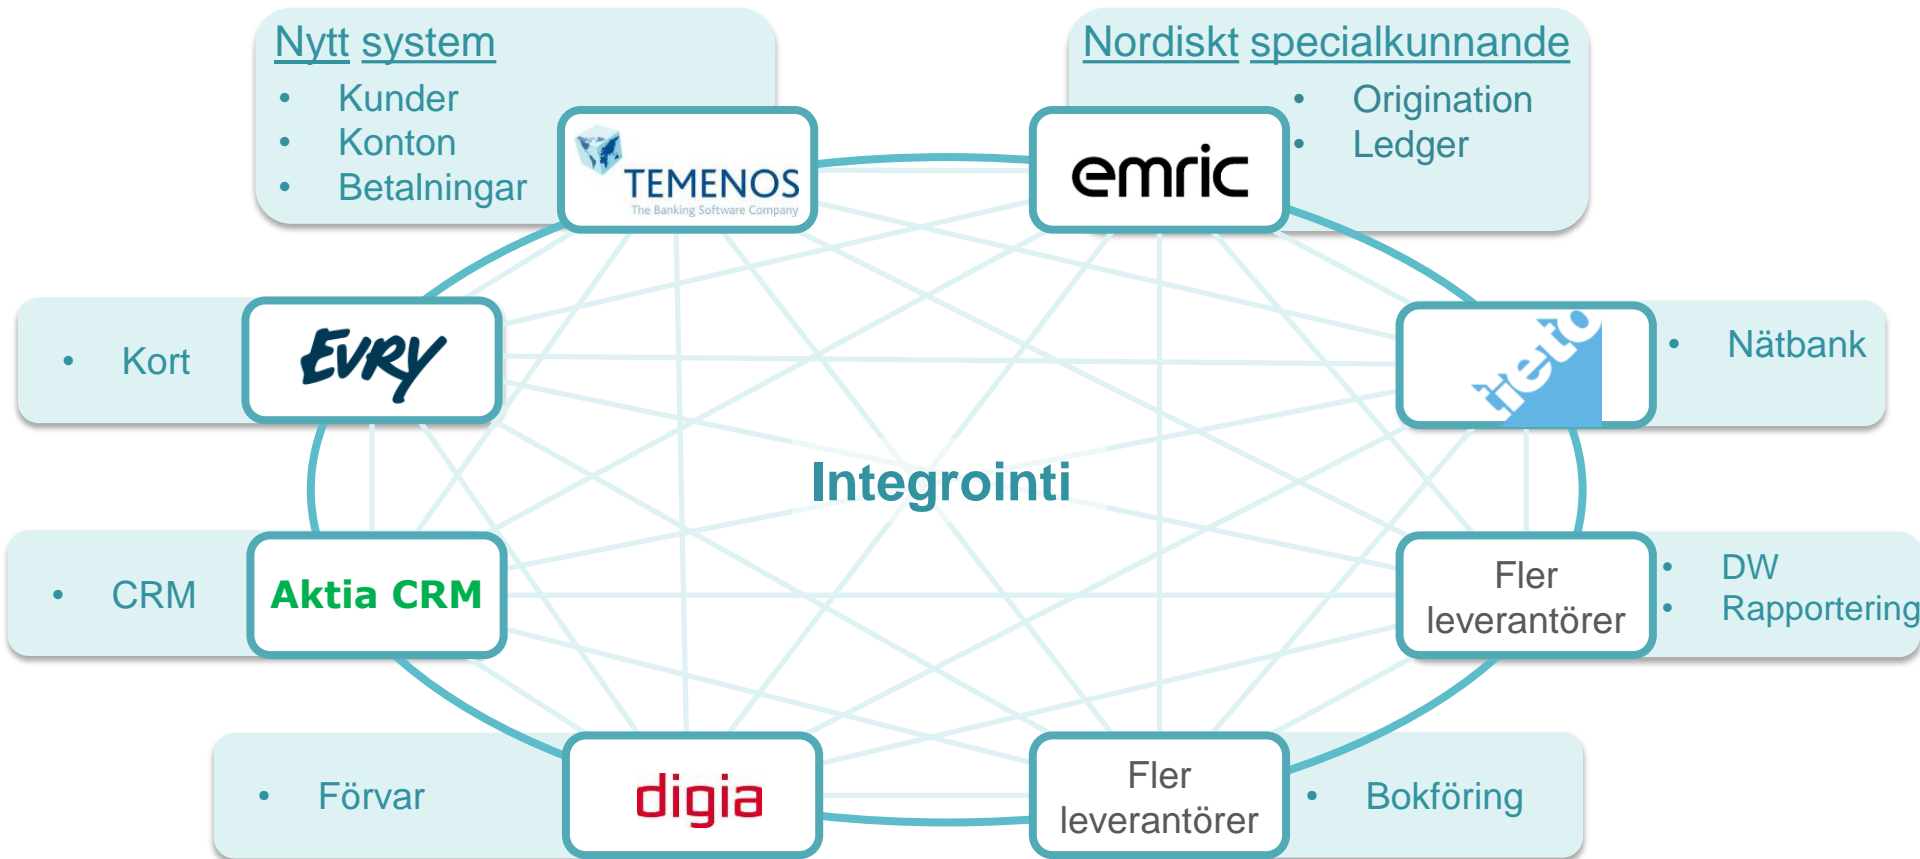 Nytt system
• Kunder
• Konton
• Betalningar
TEMENOS
The Banking Software Company
Nordiskt specialkunnande
• Origination
• Ledger
emric
• Kort
EVRY
tieto
• Nätbank
Integrointi
• CRM
Aktia CRM
Fler
leverantörer
• DW
• Rapportering
• Förvar
digia
Fler
leverantörer
• Bokföring